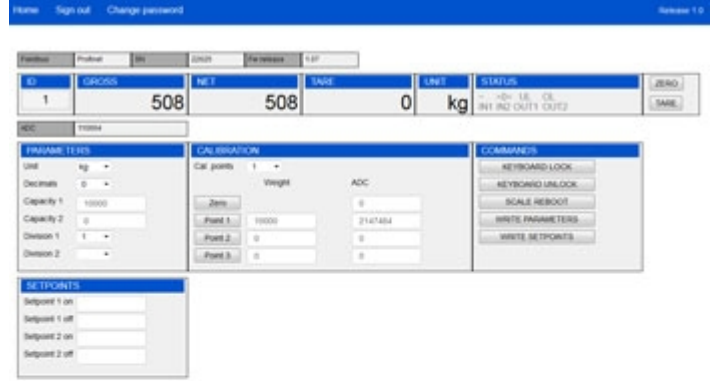 Home Sign out Change password Release 1.0
Fieldbus Profinet SN 22625 Fw release 1.07
ID GROSS NET TARE UNIT STATUS
1 508 508 0 kg
- -0- UL OL
IN1 IN2 OUT1 OUT2
ZERO
TARE
ADC
PARAMETERS CALIBRATION COMMANDS
Unit kg Cal. points 1 KEYBOARD LOCK
Decimals 0 Weight ADC KEYBOARD UNLOCK
Capacity 1 10000 Zero 0 SCALE REBOOT
Capacity 2 0 Point 1 10000 2147484 WRITE PARAMETERS
Division 1 1 Point 2 0 0 WRITE SETPOINTS
Division 2 Point 3 0 0
SETPOINTS
Setpoint 1 on
Setpoint 1 off
Setpoint 2 on
Setpoint 2 off